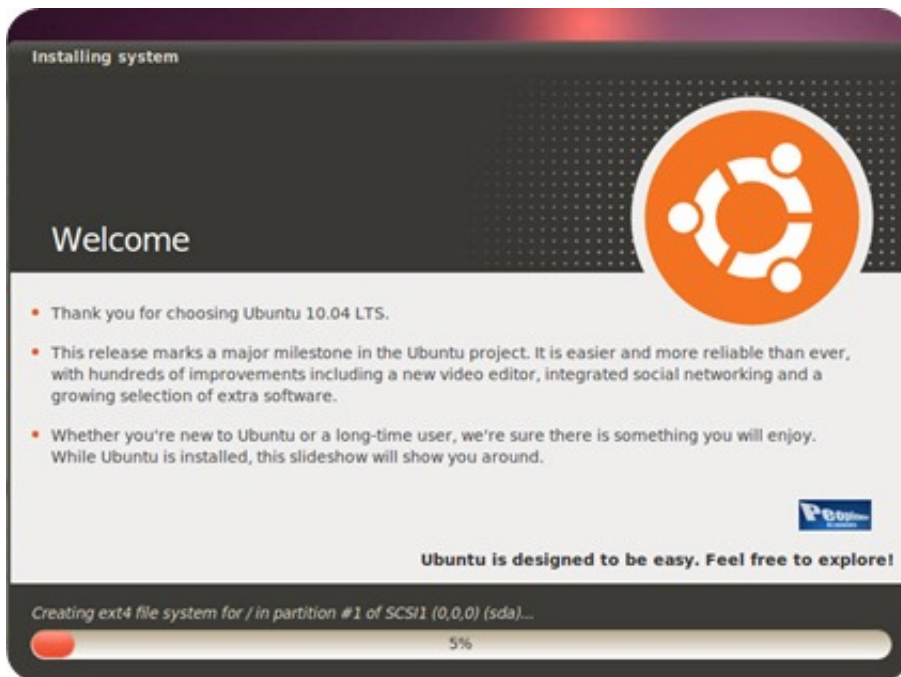 Installing system
Welcome
Thank you for choosing Ubuntu 10.04 LTS.
This release marks a major milestone in the Ubuntu project. It is easier and more reliable than ever,
with hundreds of improvements including a new video editor, integrated social networking and a
growing selection of extra software.
Whether you're new to Ubuntu or a long-time user, we're sure there is something you will enjoy.
While Ubuntu is installed, this slideshow will show you around.
Ubuntu is designed to be easy. Feel free to explore!
Creating ext4 file system for / in partition #1 of SCSI1 (0,0,0) (sda)...
5%